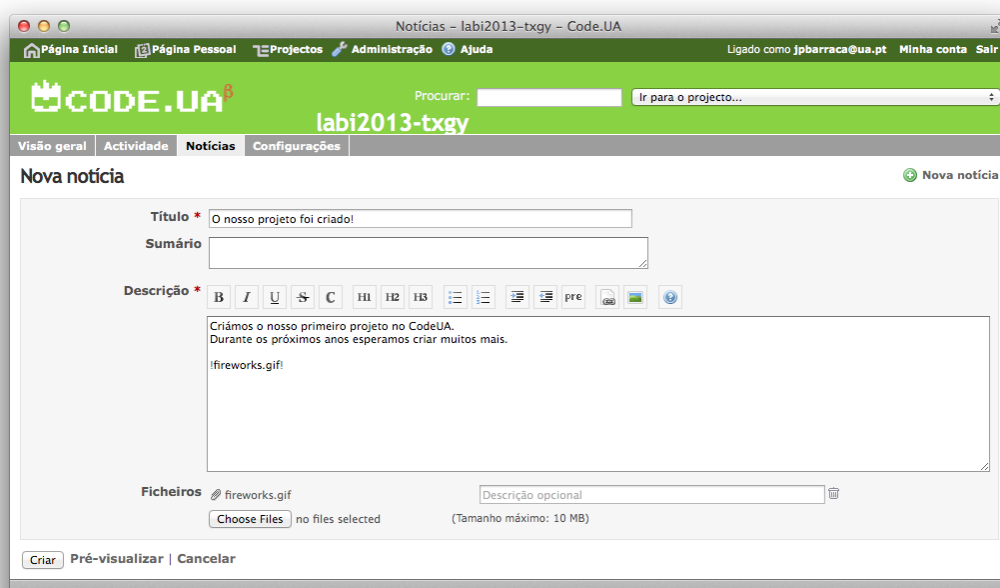 Notícias – labi2013-txgy – Code.UA
Página Inicial Página Pessoal Projectos Administração Ajuda Ligado como jpbarraca@ua.pt Minha conta Sair
CODE.UAβ Procurar: Ir para o projecto...
labi2013-txgy
Visão geral Actividade Notícias Configurações
Nova notícia Nova notícia
Título * O nosso projeto foi criado!
Sumário
Descrição * B I U S C H1 H2 H3 pre
Criámos o nosso primeiro projeto no CodeUA.
Durante os próximos anos esperamos criar muitos mais.
!fireworks.gif!
Ficheiros fireworks.gif Descrição opcional
Choose Files no files selected (Tamanho máximo: 10 MB)
Criar Pré-visualizar | Cancelar